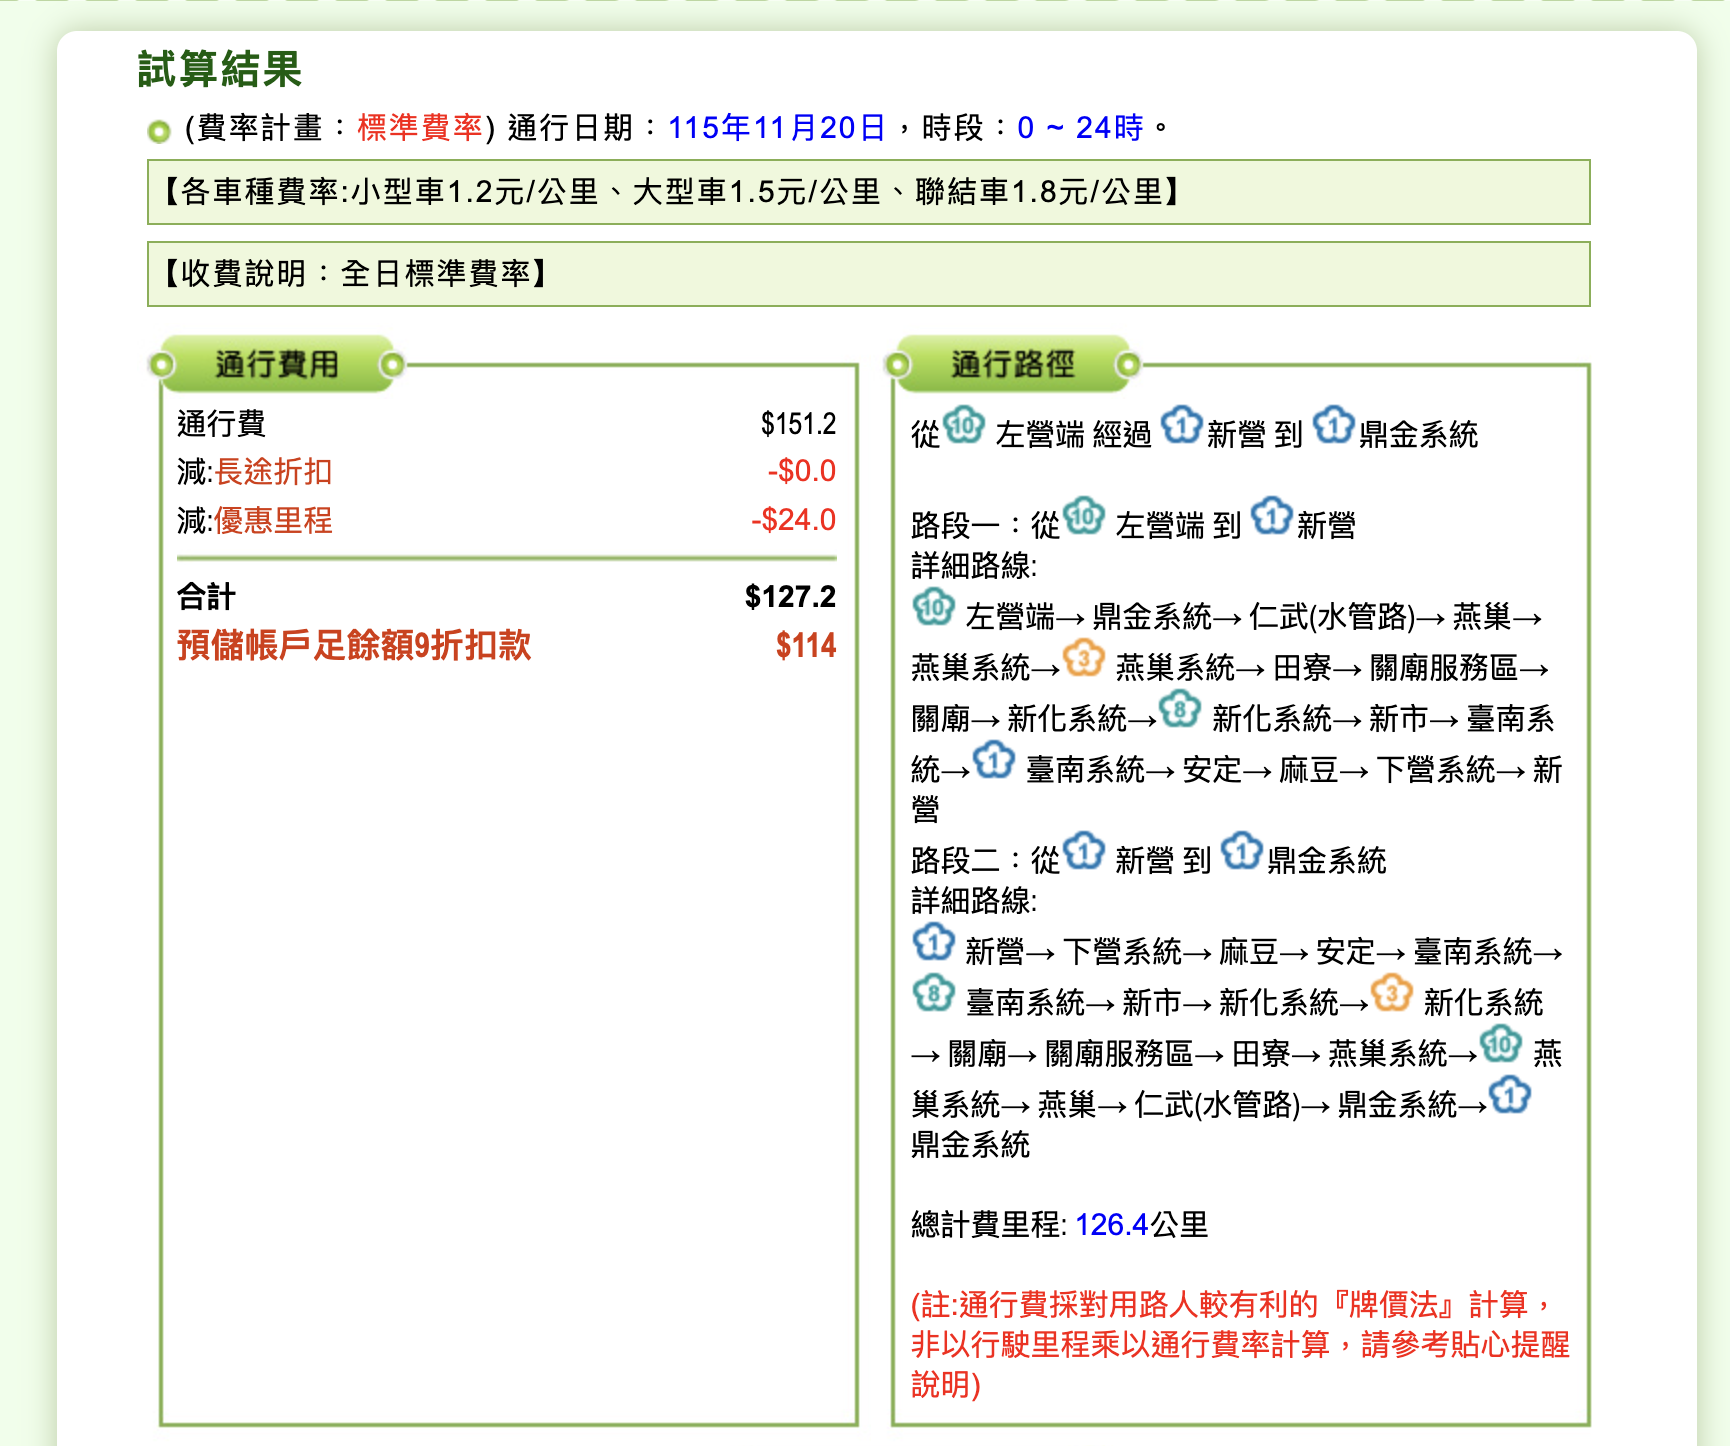 試算結果
(費率計畫：標準費率) 通行日期：115年11月20日，時段：0 ~ 24時。
【各車種費率:小型車1.2元/公里、大型車1.5元/公里、聯結車1.8元/公里】
【收費說明：全日標準費率】
通行費用
通行費 $151.2
減:長途折扣 -$0.0
減:優惠里程 -$24.0
合計 $127.2
預儲帳戶足餘額9折扣款 $114
通行路徑
從10 左營端 經過 1新營 到 1鼎金系統
路段一：從10 左營端 到 1新營
詳細路線:
10 左營端→ 鼎金系統→ 仁武(水管路)→ 燕巢→
燕巢系統→3 燕巢系統→ 田寮→ 關廟服務區→
關廟→ 新化系統→8 新化系統→ 新市→ 臺南系
統→1 臺南系統→ 安定→ 麻豆→ 下營系統→ 新
營
路段二：從1 新營 到 1鼎金系統
詳細路線:
1 新營→ 下營系統→ 麻豆→ 安定→ 臺南系統→
8 臺南系統→ 新市→ 新化系統→3 新化系統
→ 關廟→ 關廟服務區→ 田寮→ 燕巢系統→10 燕
巢系統→ 燕巢→ 仁武(水管路)→ 鼎金系統→1
鼎金系統
總計費里程: 126.4公里
(註:通行費採對用路人較有利的『牌價法』計算，
非以行駛里程乘以通行費率計算，請參考貼心提醒
說明)